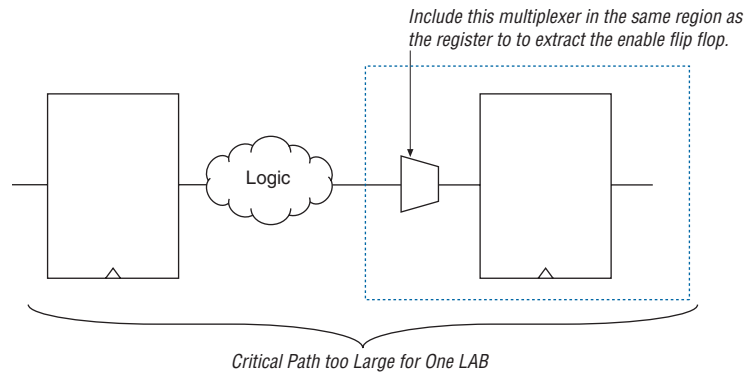 Include this multiplexer in the same region as
the register to to extract the enable flip flop.
Logic
Critical Path too Large for One LAB